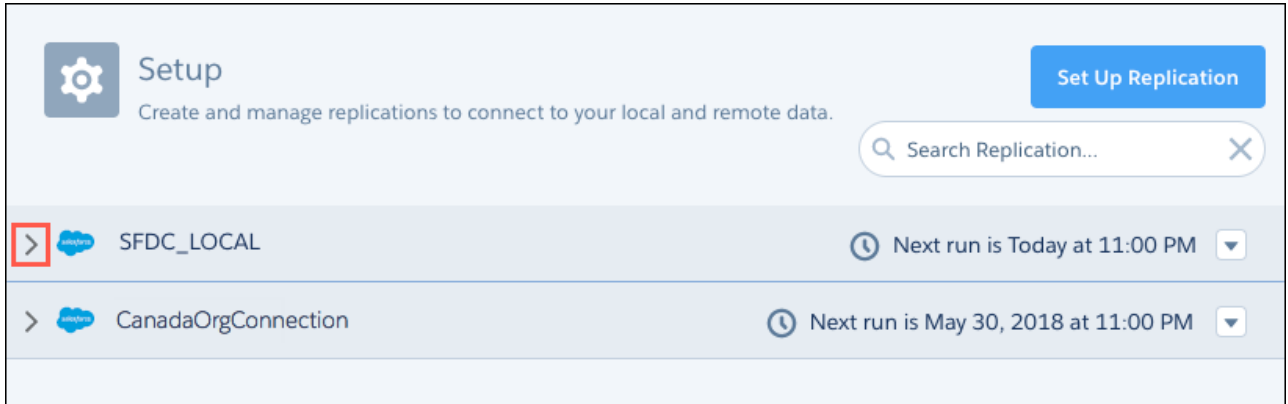 Setup
Set Up Replication
Create and manage replications to connect to your local and remote data.
Search Replication...
salesforce SFDC_LOCAL Next run is Today at 11:00 PM
salesforce CanadaOrgConnection Next run is May 30, 2018 at 11:00 PM